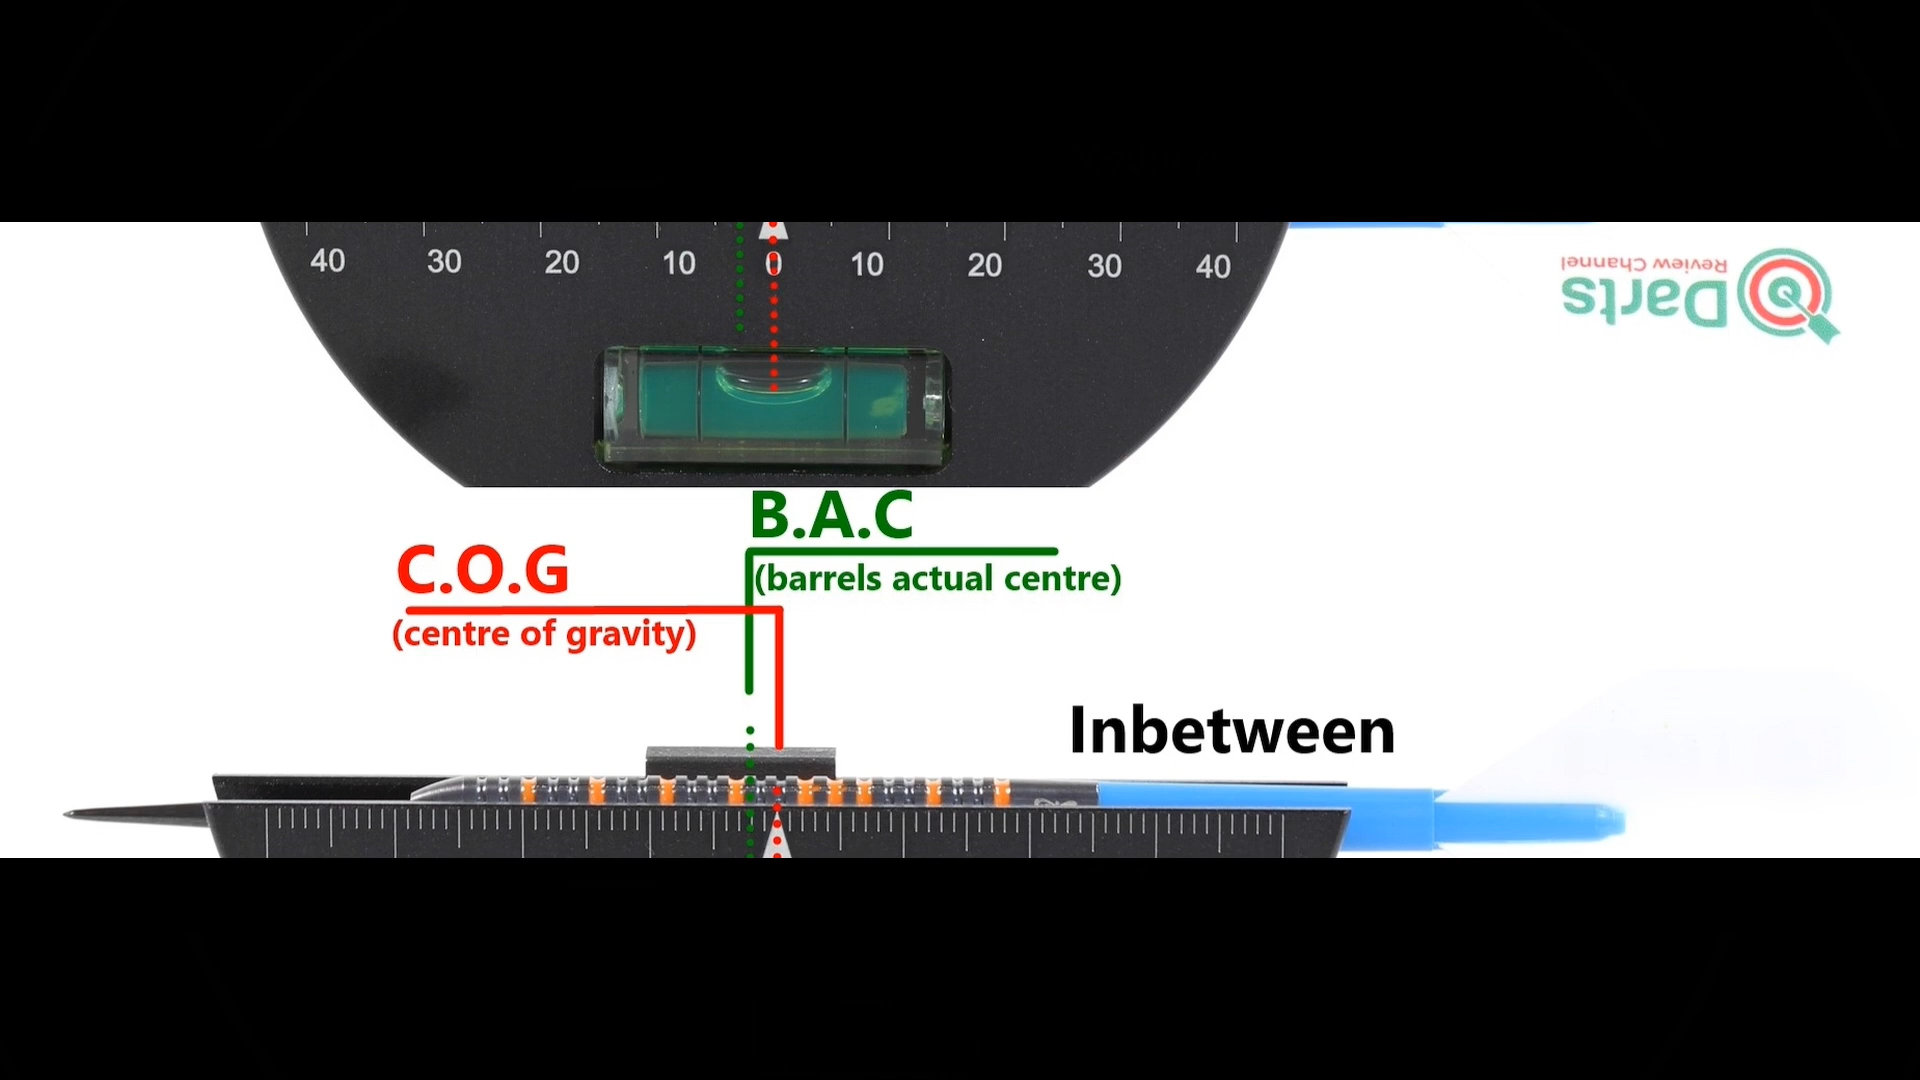 40 30 20 10 0 10 20 30 40
Darts
Review Channel
B.A.C
(barrels actual centre)
C.O.G
(centre of gravity)
Inbetween